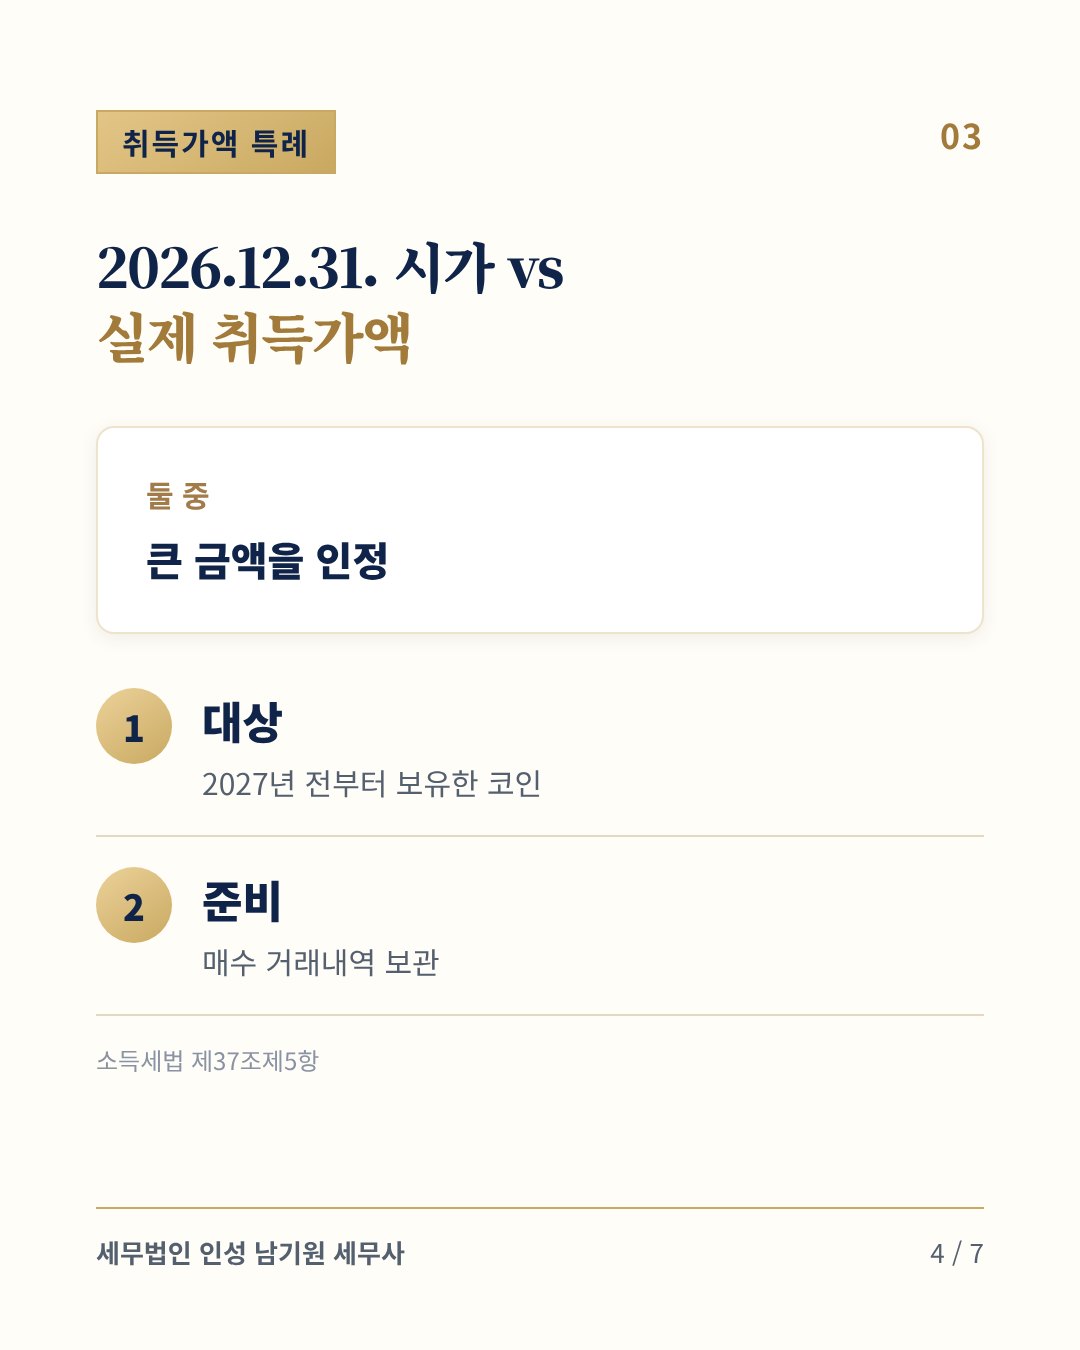 취득가액 특례
03
2026.12.31. 시가 vs
실제 취득가액
둘 중
큰 금액을 인정
1
대상
2027년 전부터 보유한 코인
2
준비
매수 거래내역 보관
소득세법 제37조제5항
세무법인 인성 남기원 세무사
4 / 7